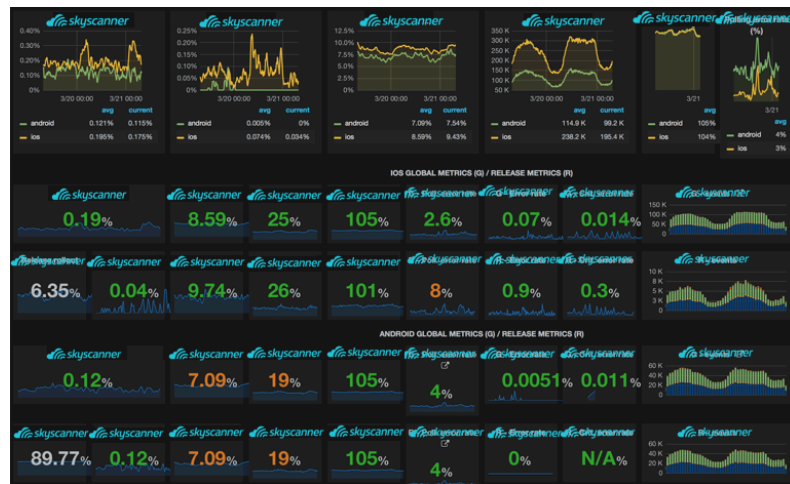 skyscanner skyscanner skyscanner skyscanner skyscanner
(%)
0.40% 0.25% 12.5% 350 K
0.30% 0.20% 10.0% 300 K
0.15% 7.5% 250 K
0.20% 200 K
0.10% 5.0% 150 K
0.10% 0.05% 2.5% 100 K
0% 0% 0% 50 K
3/20 00:00 3/21 00:00 3/20 00:00 3/21 00:00 3/20 00:00 3/21 00:00 3/20 00:00 3/21 00:00 3/21 3/21
avg current avg current avg current avg current avg avg
android 0.121% 0.115% android 0.005% 0% android 7.09% 7.54% android 114.9 K 99.2 K android 105% android 4%
ios 0.195% 0.175% ios 0.074% 0.034% ios 8.59% 9.43% ios 238.2 K 195.4 K ios 104% ios 3%
IOS GLOBAL METRICS (G) / RELEASE METRICS (R)
skyscanner skyscanner skyscanner skyscanner
0.19% 8.59% 25% 105% 2.6% 0.07% 0.014%
150 K
100 K
50 K
0
skyscanner skyscanner skyscanner skyscanner
6.35% 0.04% 9.74% 26% 101% 8% 0.9% 0.3%
10 K
8 K
5 K
3 K
0
ANDROID GLOBAL METRICS (G) / RELEASE METRICS (R)
skyscanner skyscanner skyscanner skyscanner
0.12% 7.09% 19% 105% 4% 0.0051% 0.011%
60 K
40 K
20 K
0
skyscanner skyscanner skyscanner skyscanner skyscanner
89.77% 0.12% 7.09% 19% 105% 4% 0% N/A%
60 K
40 K
20 K
0